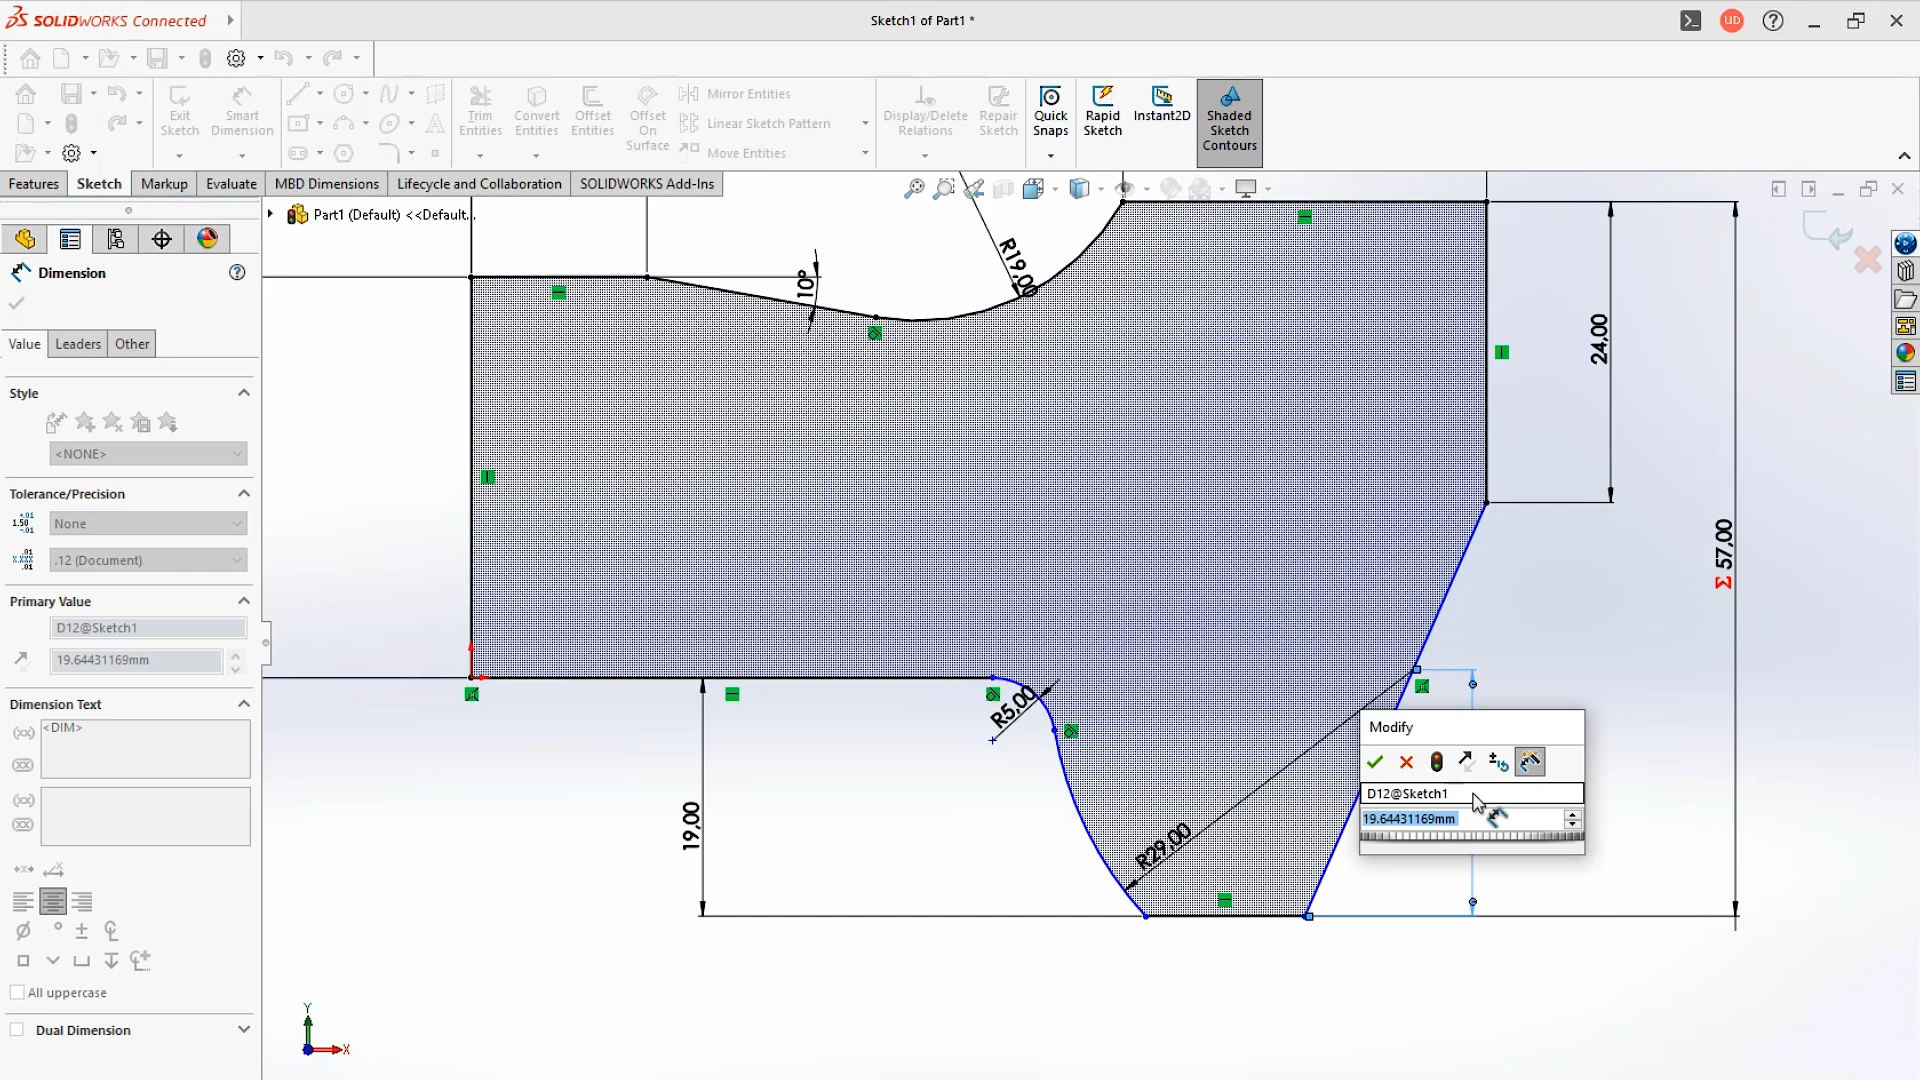 SOLIDWORKS Connected
Sketch1 of Part1 *
UD
Exit Sketch
Smart Dimension
Trim Entities
Convert Entities
Offset Entities
Offset On Surface
Mirror Entities
Linear Sketch Pattern
Move Entities
Display/Delete Relations
Repair Sketch
Quick Snaps
Rapid Sketch
Instant2D
Shaded Sketch Contours
Features
Sketch
Markup
Evaluate
MBD Dimensions
Lifecycle and Collaboration
SOLIDWORKS Add-Ins
Part1 (Default) <<Default...
Dimension
Value
Leaders
Other
Style
<NONE>
Tolerance/Precision
None
.12 (Document)
Primary Value
D12@Sketch1
19.64431169mm
Dimension Text
<DIM>
All uppercase
Dual Dimension
10°
R19,00
24,00
Σ 57,00
R5,00
19,00
R29,00
Modify
D12@Sketch1
19.64431169mm
Y
X